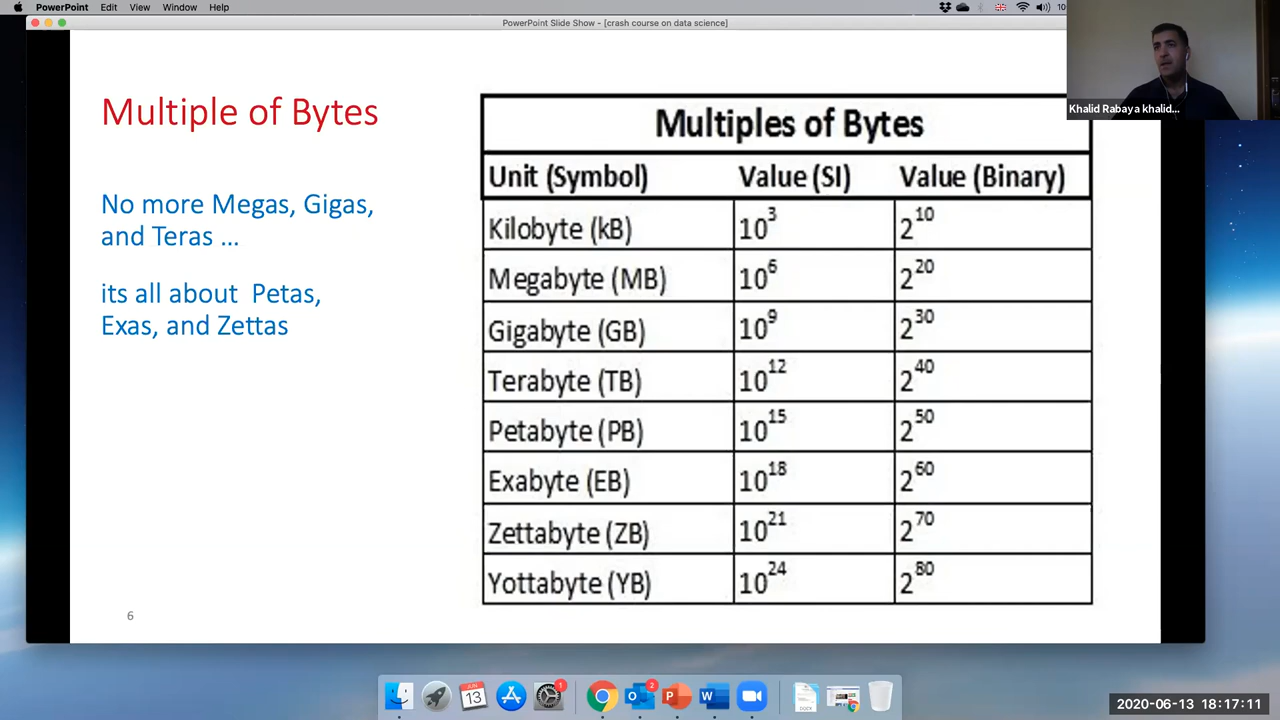 PowerPoint Edit View Window Help
PowerPoint Slide Show - [crash course on data science]
Khalid Rabaya khalid...
Multiple of Bytes
No more Megas, Gigas,
and Teras ...
its all about Petas,
Exas, and Zettas
6
Multiples of Bytes
Unit (Symbol) Value (SI) Value (Binary)
Kilobyte (kB) 10³ 2¹⁰
Megabyte (MB) 10⁶ 2²⁰
Gigabyte (GB) 10⁹ 2³⁰
Terabyte (TB) 10¹² 2⁴⁰
Petabyte (PB) 10¹⁵ 2⁵⁰
Exabyte (EB) 10¹⁸ 2⁶⁰
Zettabyte (ZB) 10²¹ 2⁷⁰
Yottabyte (YB) 10²⁴ 2⁸⁰
JUN
13
1
2
2020-06-13 18:17:11